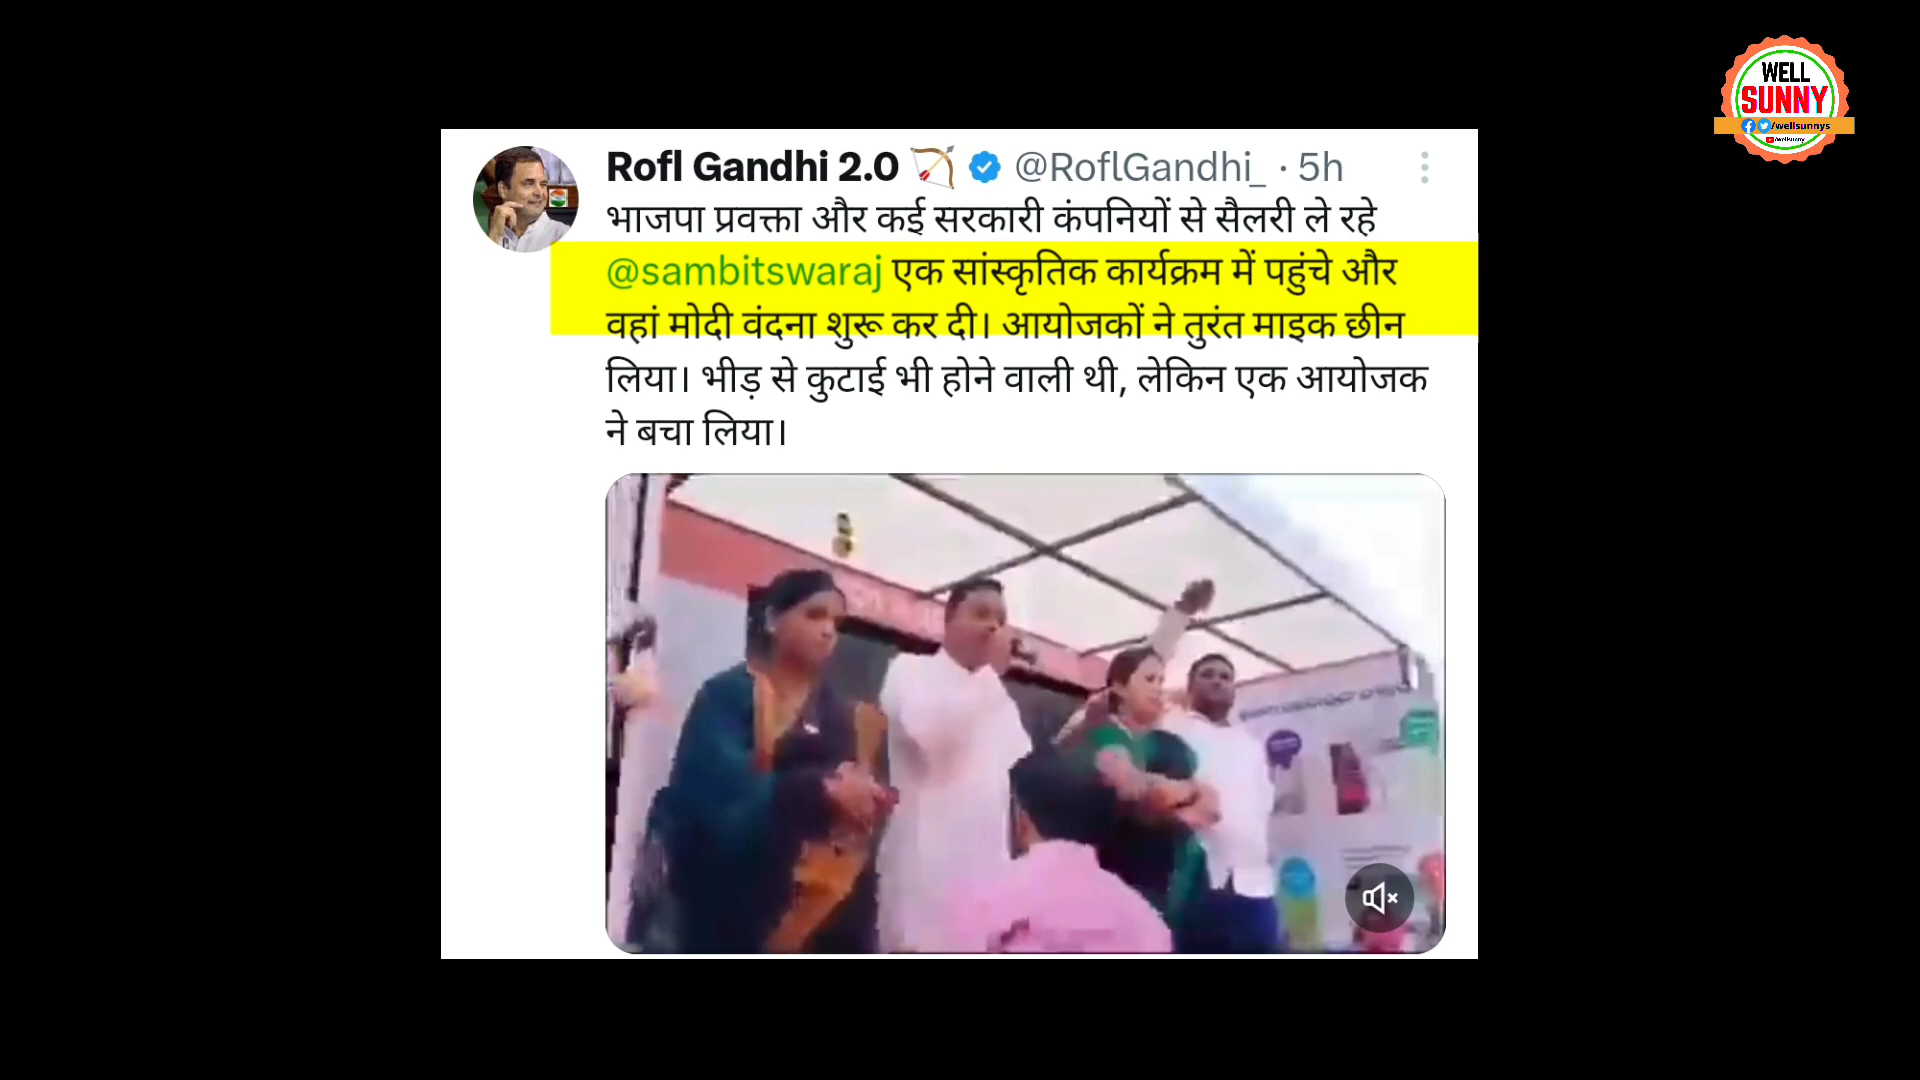 WELL
SUNNY
/wellsunnys
/wellsunny
Rofl Gandhi 2.0 @RoflGandhi_ · 5h
भाजपा प्रवक्ता और कई सरकारी कंपनियों से सैलरी ले रहे
@sambitswaraj एक सांस्कृतिक कार्यक्रम में पहुंचे और
वहां मोदी वंदना शुरू कर दी। आयोजकों ने तुरंत माइक छीन
लिया। भीड़ से कुटाई भी होने वाली थी, लेकिन एक आयोजक
ने बचा लिया।